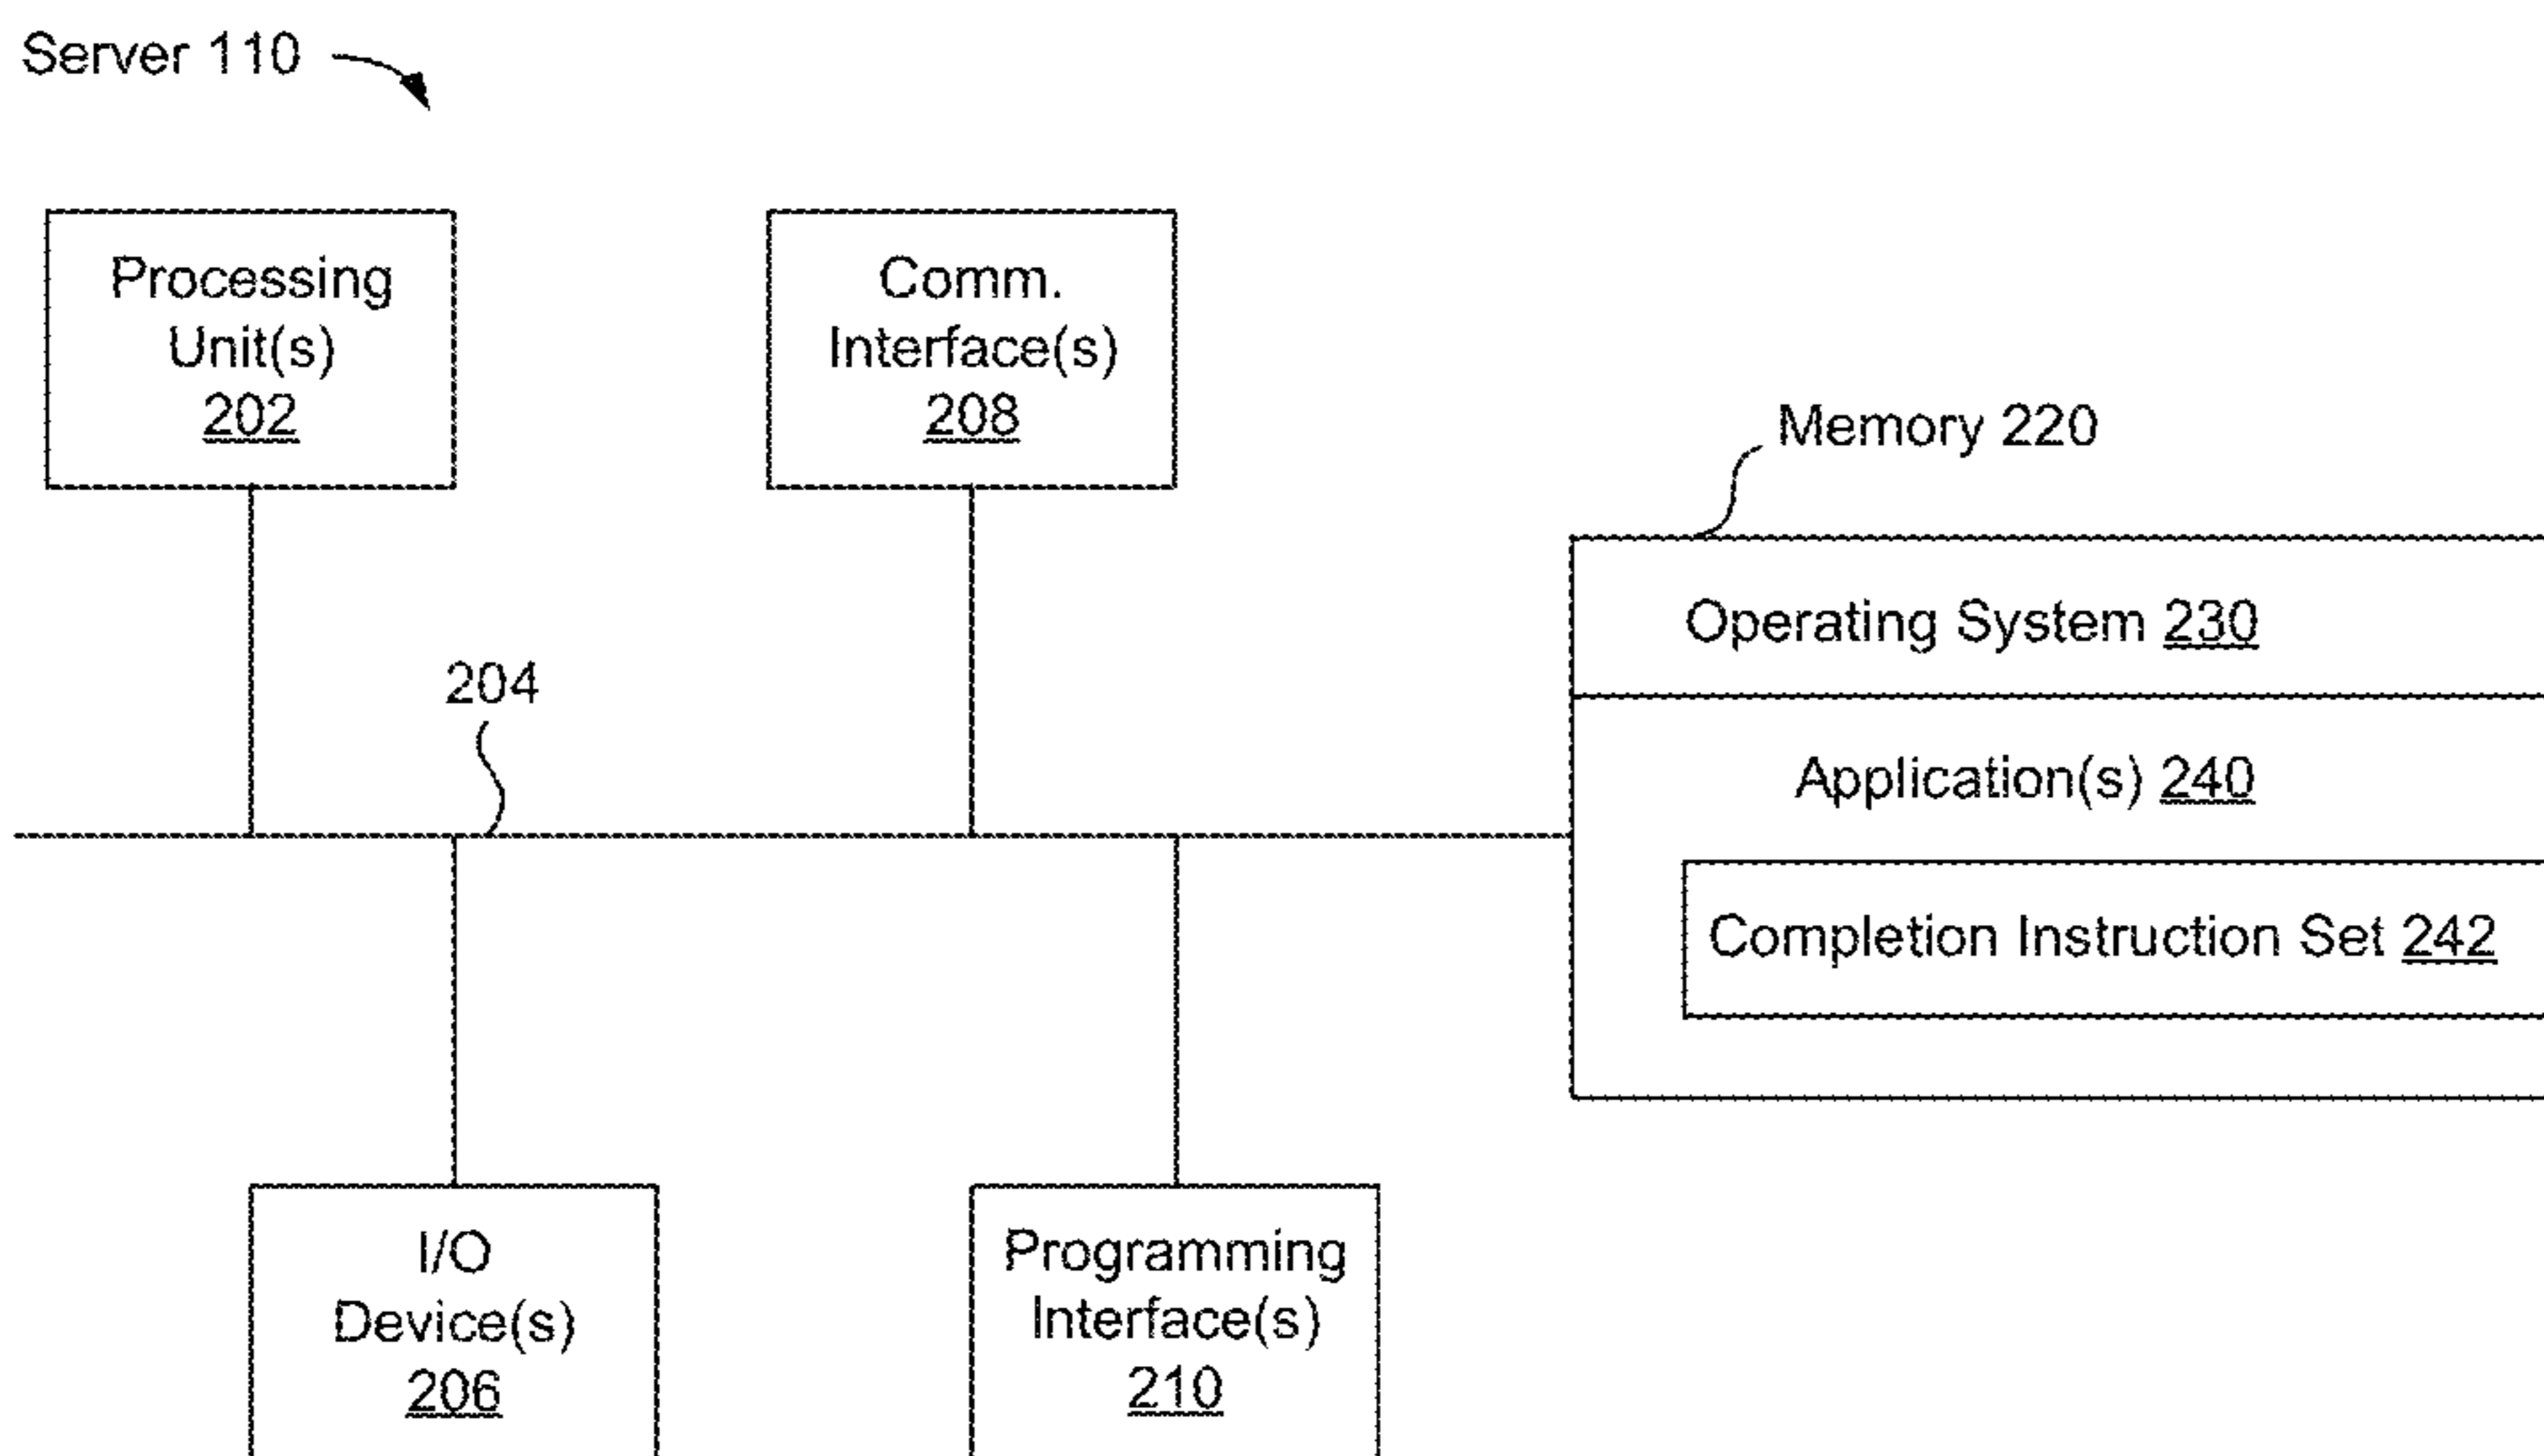 Server 110
Processing
Unit(s)
202
Comm.
Interface(s)
208
Memory 220
Operating System 230
204
Application(s) 240
Completion Instruction Set 242
I/O
Device(s)
206
Programming
Interface(s)
210